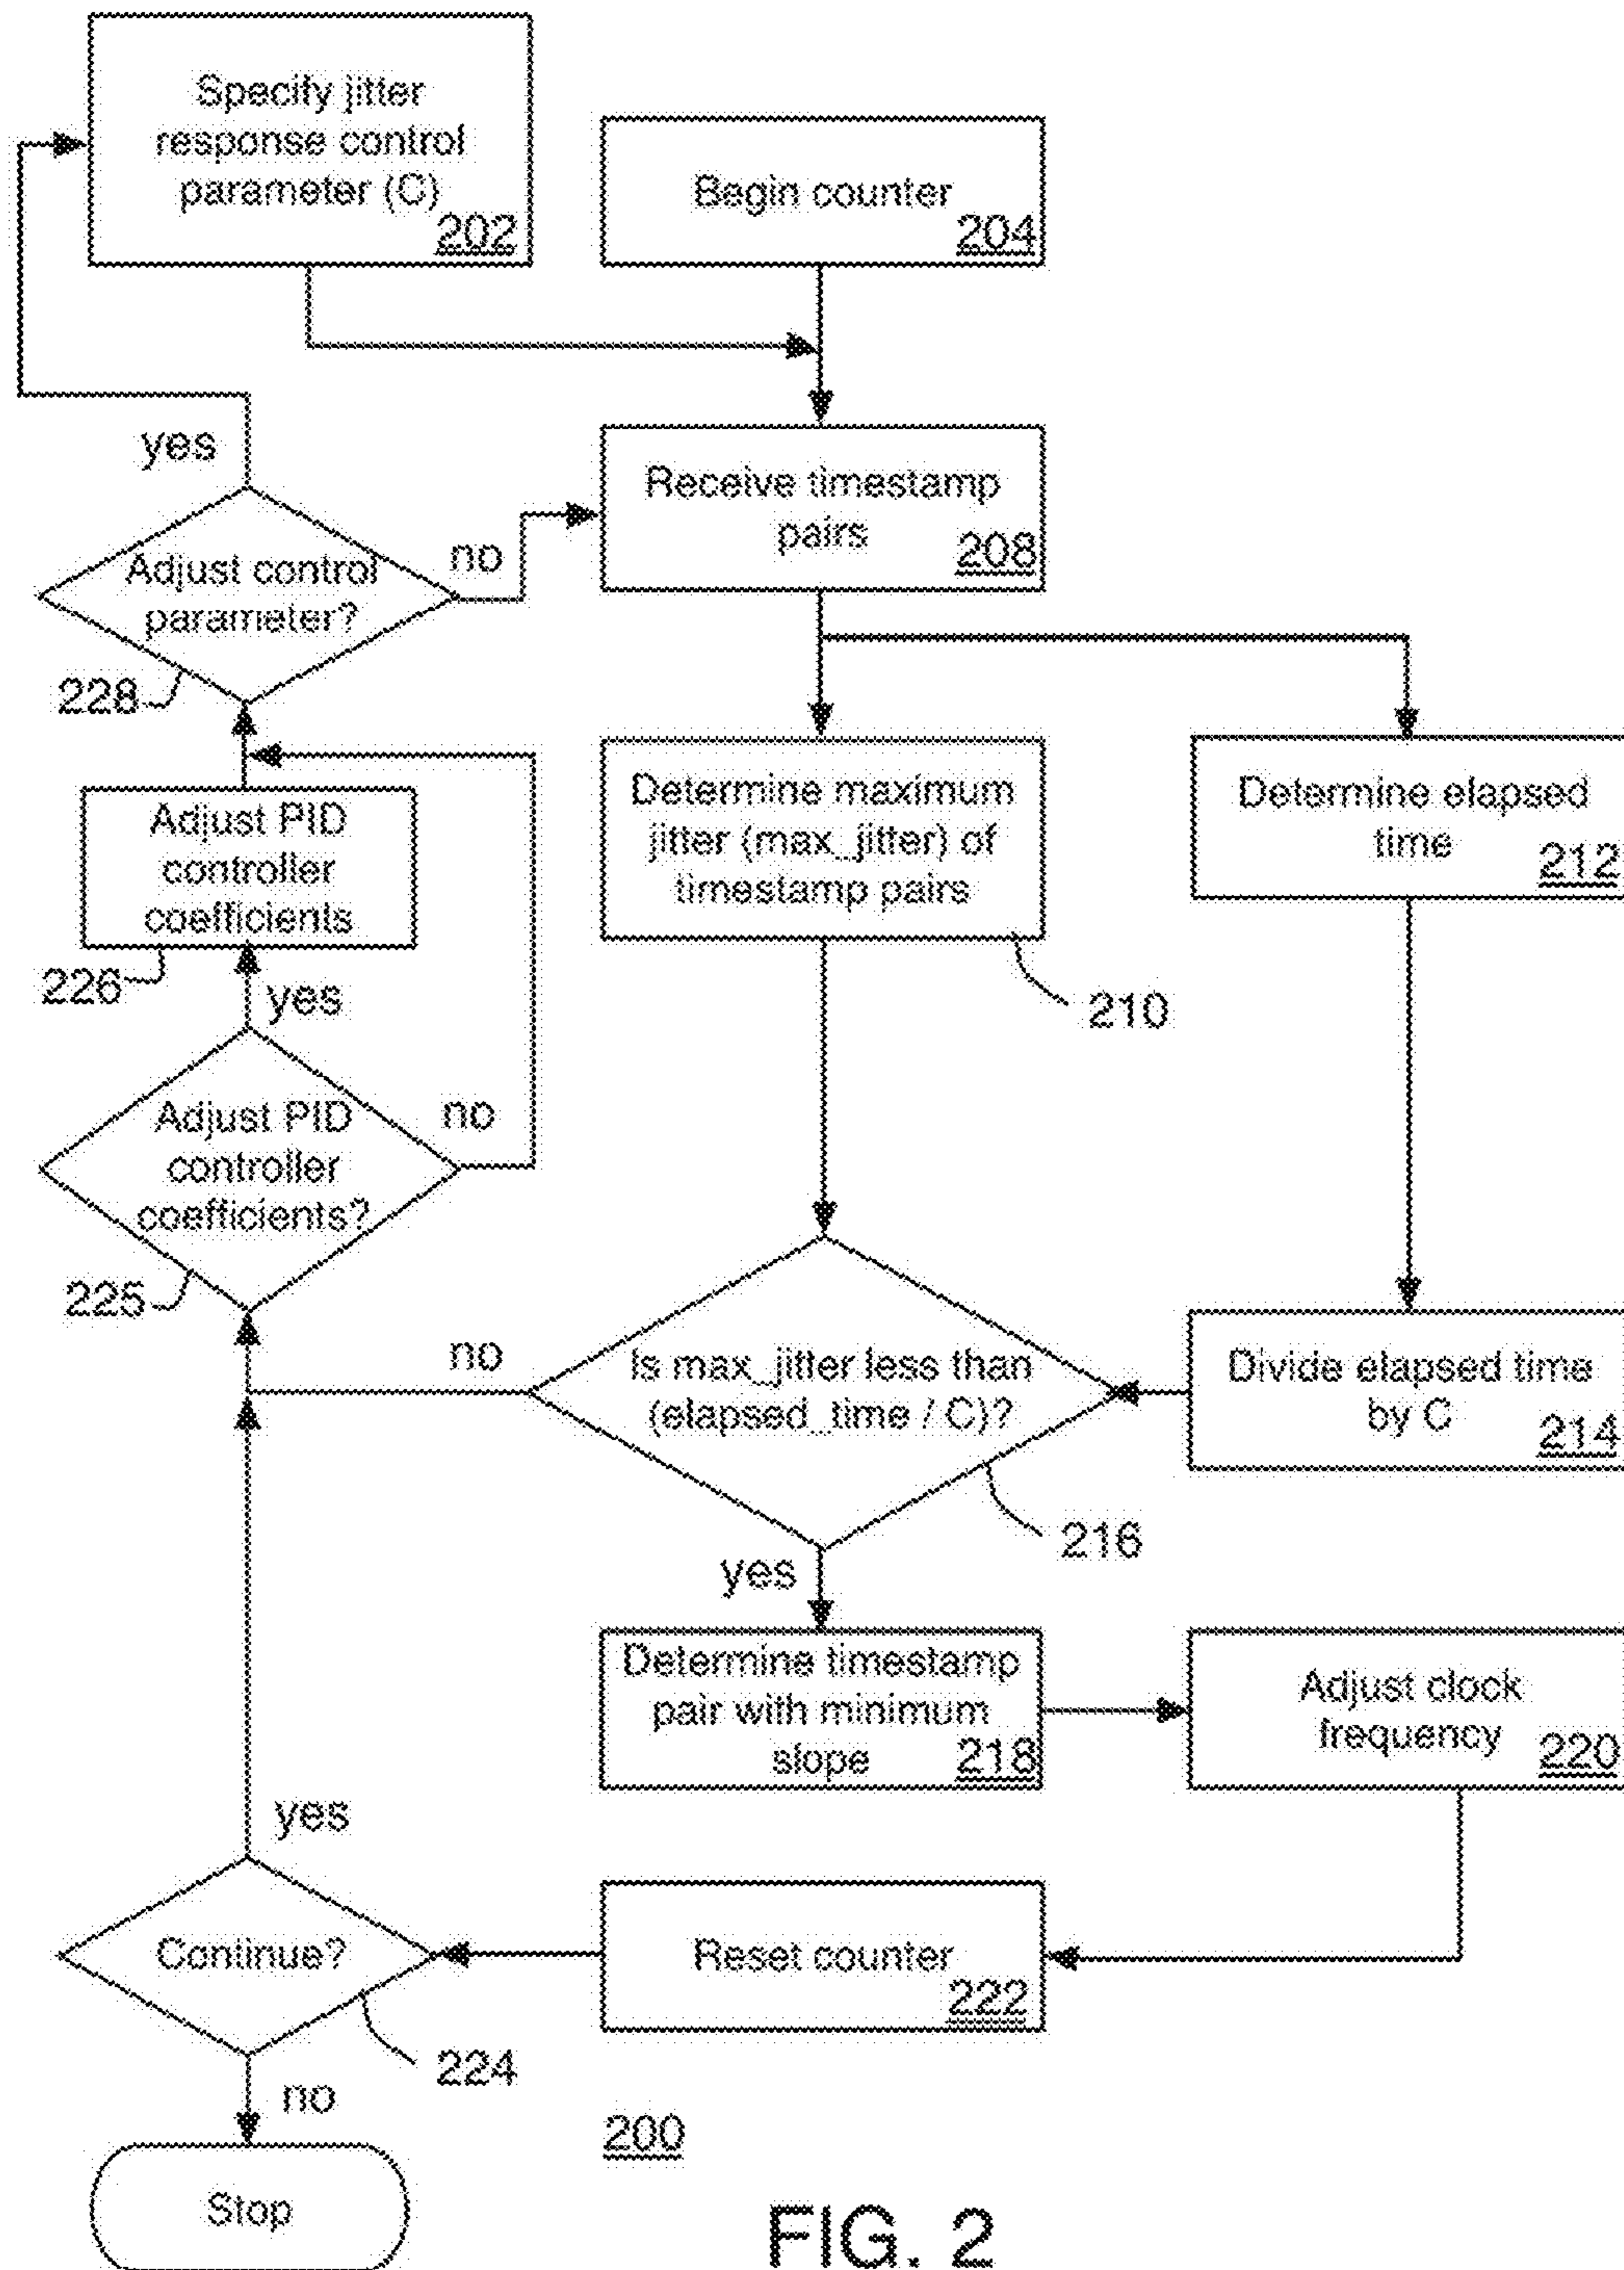 Specify jitter
response control
parameter (C)
202
Begin counter
204
yes
Receive timestamp
pairs
208
Adjust control
parameter?
no
228
Determine maximum
jitter (max_jitter) of
timestamp pairs
210
Determine elapsed
time
212
Adjust PID
controller
coefficients
226
yes
Adjust PID
controller
coefficients?
no
225
no
Is max_jitter less than
(elapsed_time / C)?
216
Divide elapsed time
by C
214
yes
Determine timestamp
pair with minimum
slope
218
Adjust clock
frequency
220
yes
Continue?
224
Reset counter
222
no
Stop
200
FIG. 2